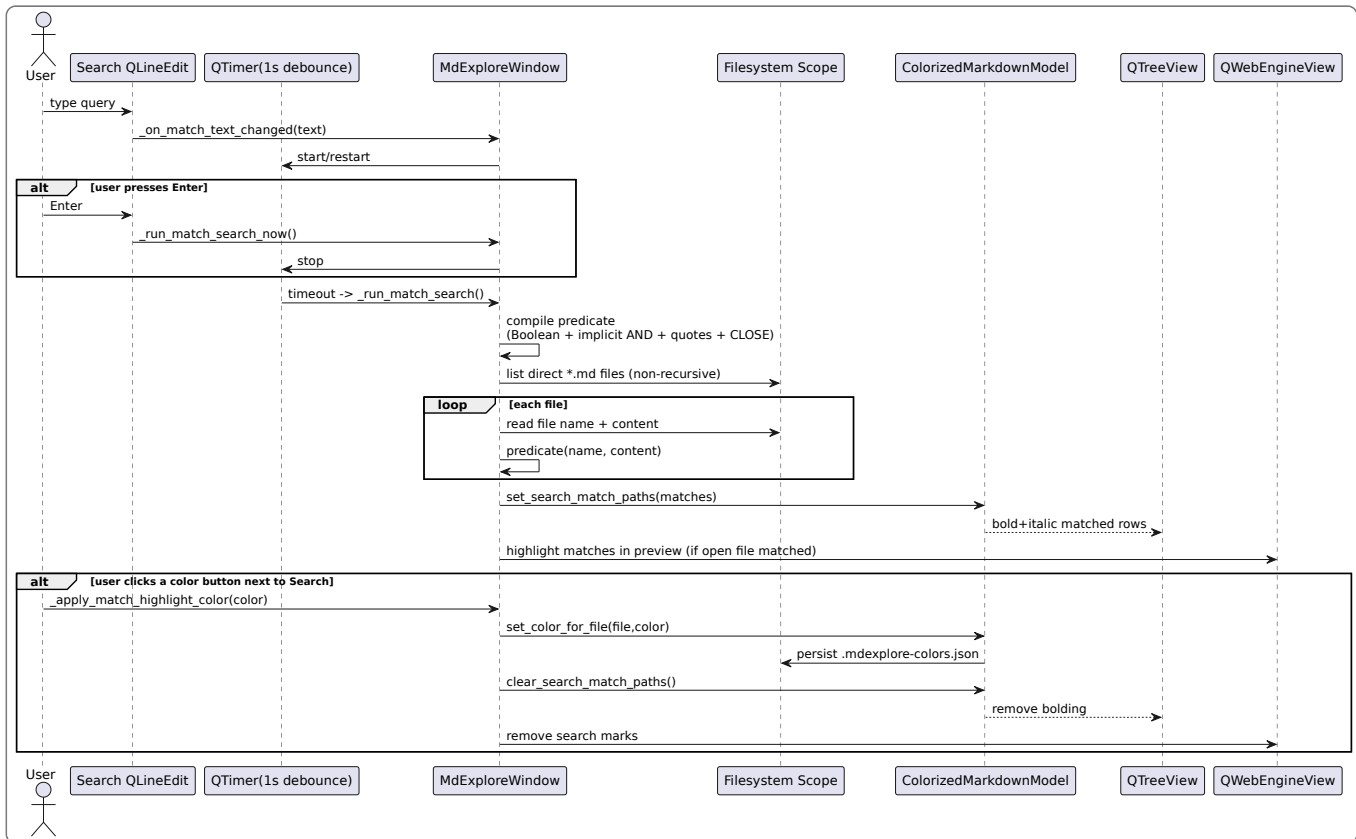 User
Search QLineEdit
QTimer(1s debounce)
MdExploreWindow
Filesystem Scope
ColorizedMarkdownModel
QTreeView
QWebEngineView
type query
_on_match_text_changed(text)
start/restart
alt [user presses Enter]
Enter
_run_match_search_now()
stop
timeout -> _run_match_search()
compile predicate
(Boolean + implicit AND + quotes + CLOSE)
list direct *.md files (non-recursive)
loop [each file]
read file name + content
predicate(name, content)
set_search_match_paths(matches)
bold+italic matched rows
highlight matches in preview (if open file matched)
alt [user clicks a color button next to Search]
_apply_match_highlight_color(color)
set_color_for_file(file,color)
persist .mdexplore-colors.json
clear_search_match_paths()
remove bolding
remove search marks
User
Search QLineEdit
QTimer(1s debounce)
MdExploreWindow
Filesystem Scope
ColorizedMarkdownModel
QTreeView
QWebEngineView